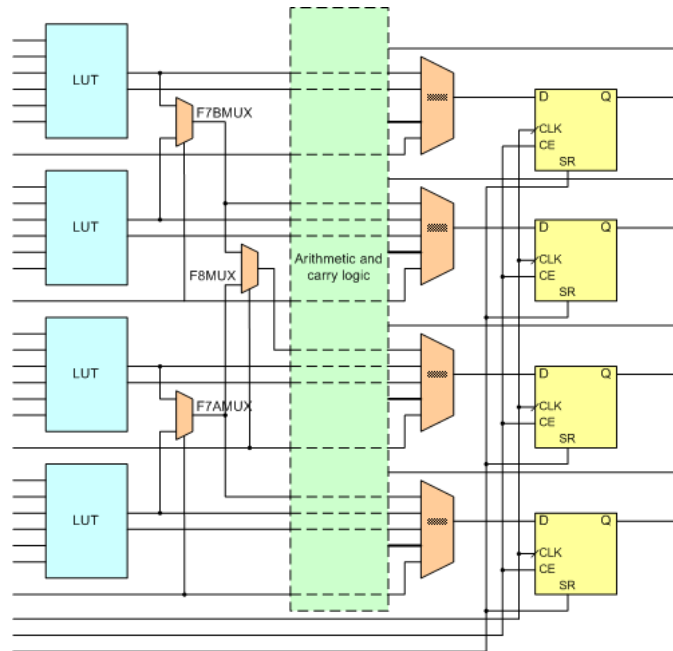 LUT
F7BMUX
D
Q
CLK
CE
SR
LUT
F8MUX
Arithmetic and
carry logic
D
Q
CLK
CE
SR
LUT
F7AMUX
D
Q
CLK
CE
SR
LUT
D
Q
CLK
CE
SR